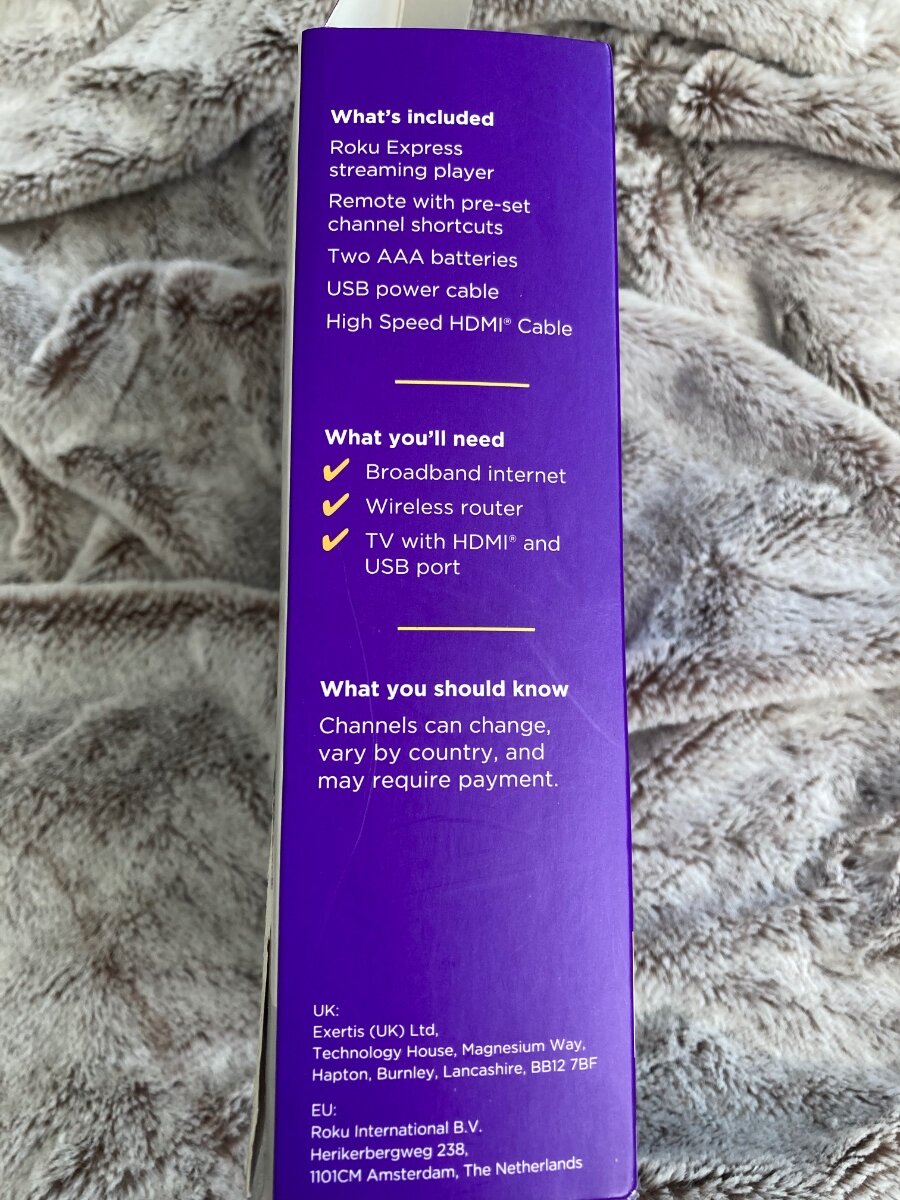 What's included
Roku Express
streaming player
Remote with pre-set
channel shortcuts
Two AAA batteries
USB power cable
High Speed HDMI® Cable
What you'll need
✔ Broadband internet
✔ Wireless router
✔ TV with HDMI® and
USB port
What you should know
Channels can change,
vary by country, and
may require payment.
UK:
Exertis (UK) Ltd,
Technology House, Magnesium Way,
Hapton, Burnley, Lancashire, BB12 7BF
EU:
Roku International B.V.
Herikerbergweg 238,
1101CM Amsterdam, The Netherlands